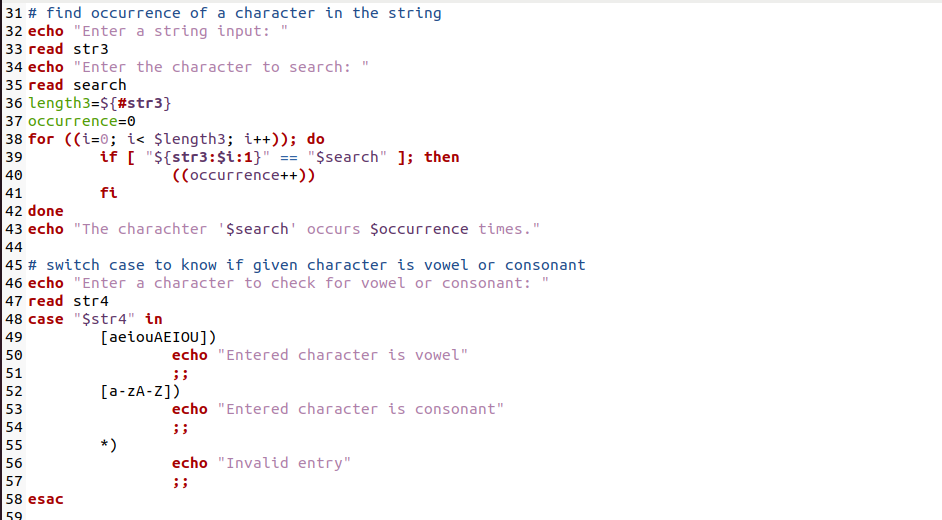 31 # find occurrence of a character in the string
32 echo "Enter a string input: "
33 read str3
34 echo "Enter the character to search: "
35 read search
36 length3=${#str3}
37 occurrence=0
38 for ((i=0; i< $length3; i++)); do
39         if [ "${str3:$i:1}" == "$search" ]; then
40                 ((occurrence++))
41         fi
42 done
43 echo "The charachter '$search' occurs $occurrence times."
44
45 # switch case to know if given character is vowel or consonant
46 echo "Enter a character to check for vowel or consonant: "
47 read str4
48 case "$str4" in
49         [aeiouAEIOU])
50                 echo "Entered character is vowel"
51                 ;;
52         [a-zA-Z])
53                 echo "Entered character is consonant"
54                 ;;
55         *)
56                 echo "Invalid entry"
57                 ;;
58 esac
59